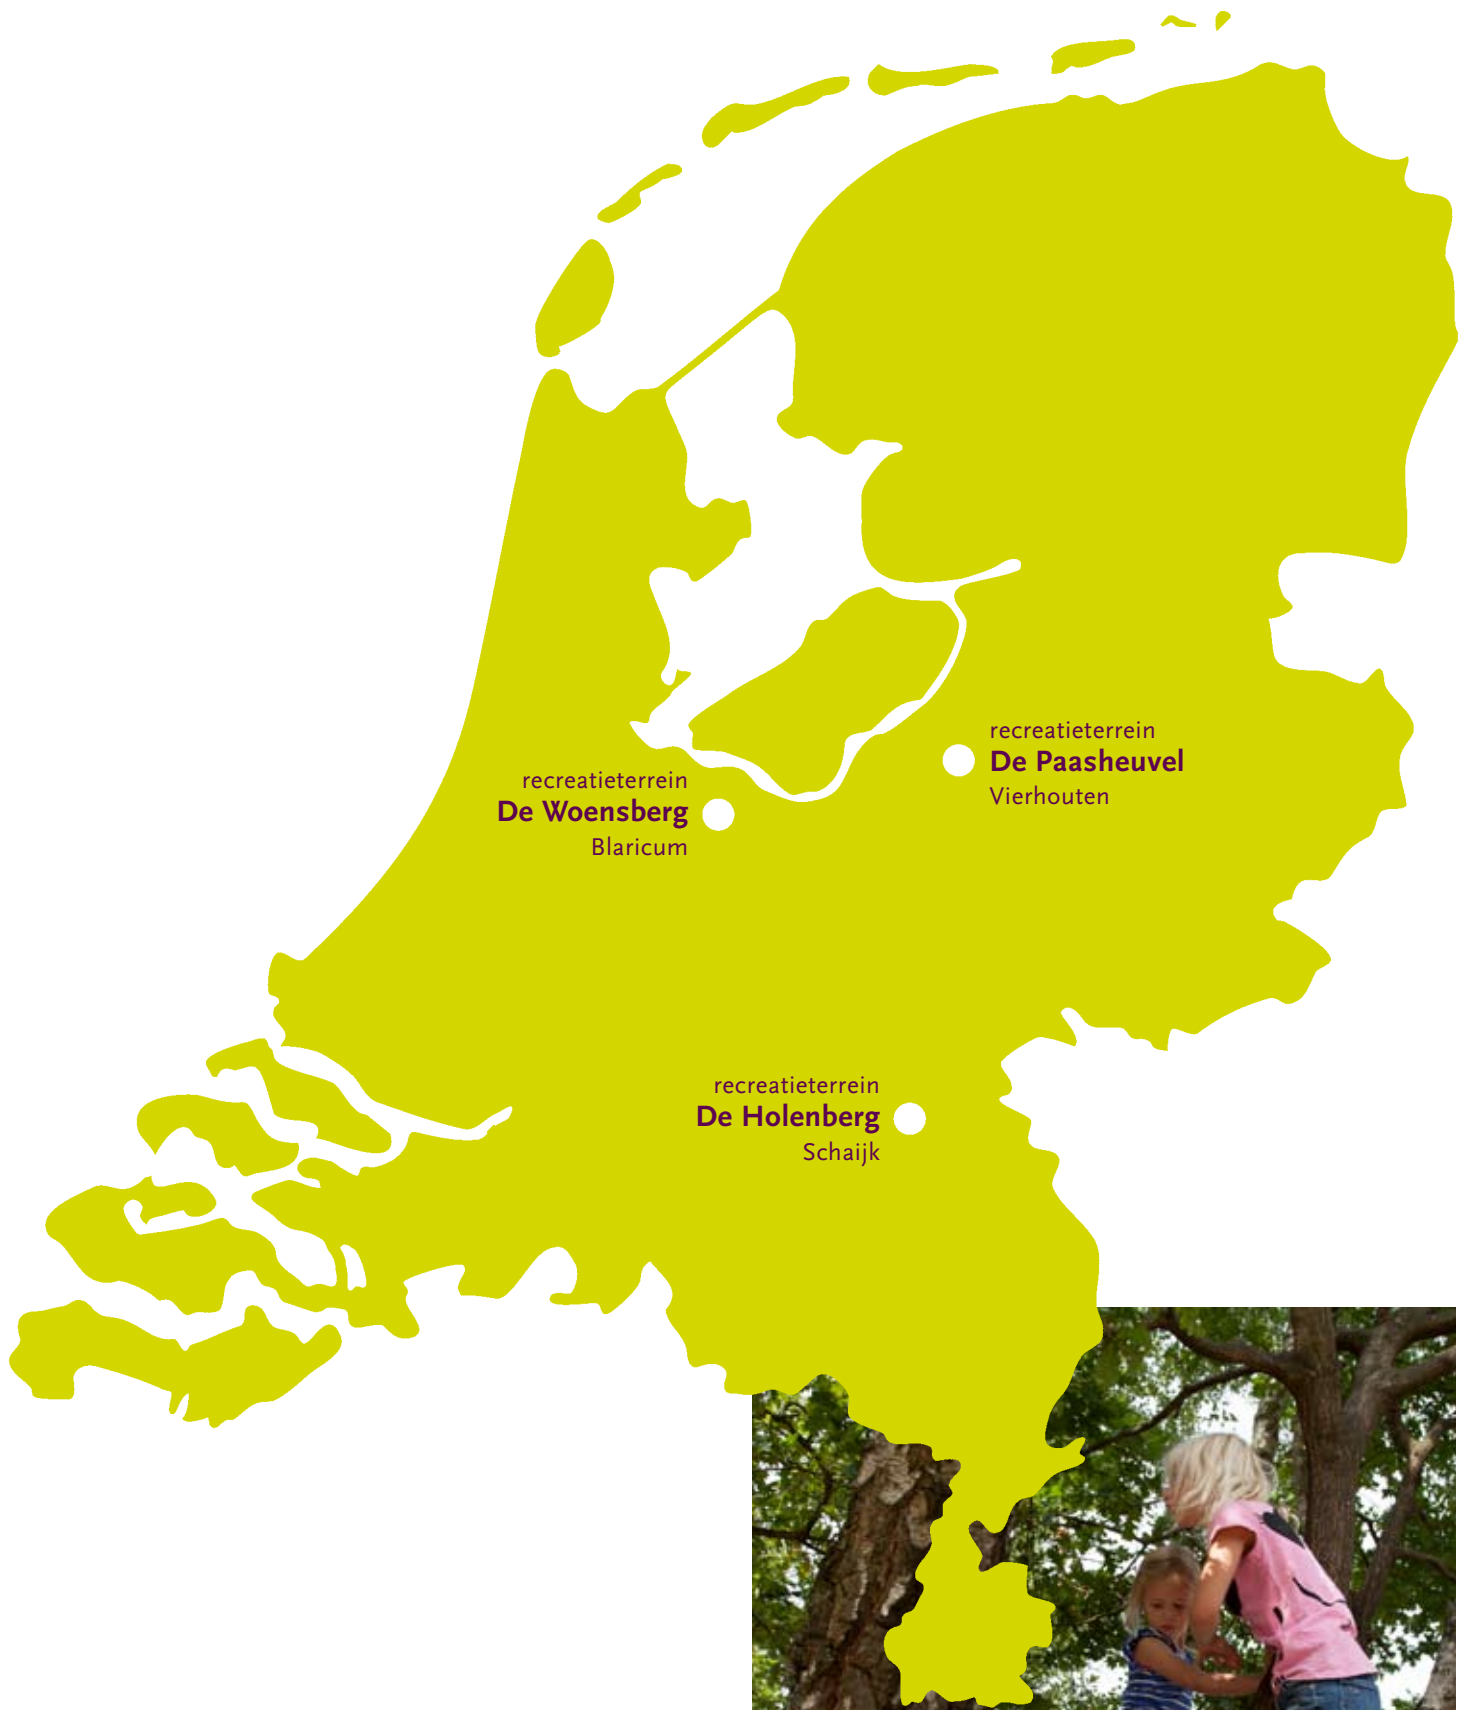 recreatieterrein
De Paasheuvel
Vierhouten
recreatieterrein
De Woensberg
Blaricum
recreatieterrein
De Holenberg
Schaijk